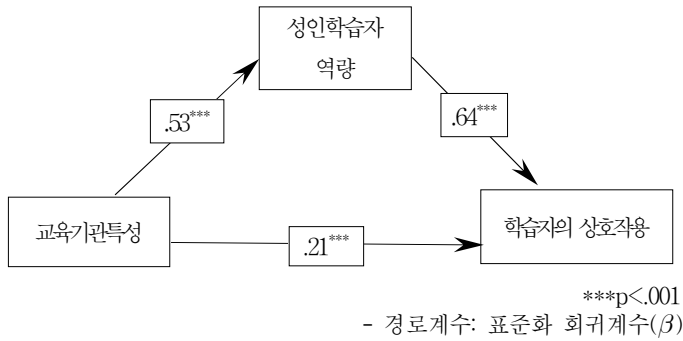 성인학습자
역량
.53***
.64***
교육기관특성
.21***
학습자의 상호작용
***p<.001
- 경로계수: 표준화 회귀계수(β)